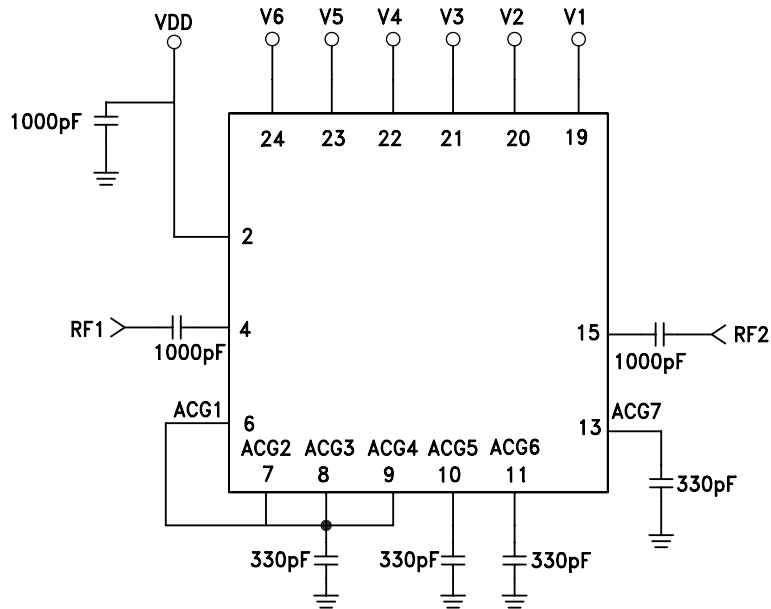 VDD V6 V5 V4 V3 V2 V1
1000pF
24 23 22 21 20 19
2
RF1 4 15 RF2
1000pF 1000pF
ACG1 ACG7
6 13
ACG2 ACG3 ACG4 ACG5 ACG6
7 8 9 10 11
330pF
330pF 330pF 330pF